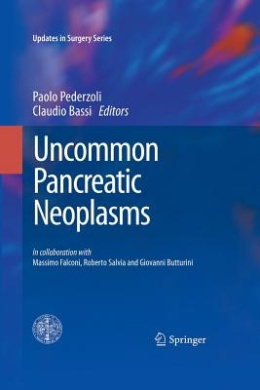 Updates in Surgery Series
Paolo Pederzoli
Claudio Bassi Editors
Uncommon
Pancreatic
Neoplasms
In collaboration with
Massimo Falconi, Roberto Salvia and Giovanni Butturini
Springer